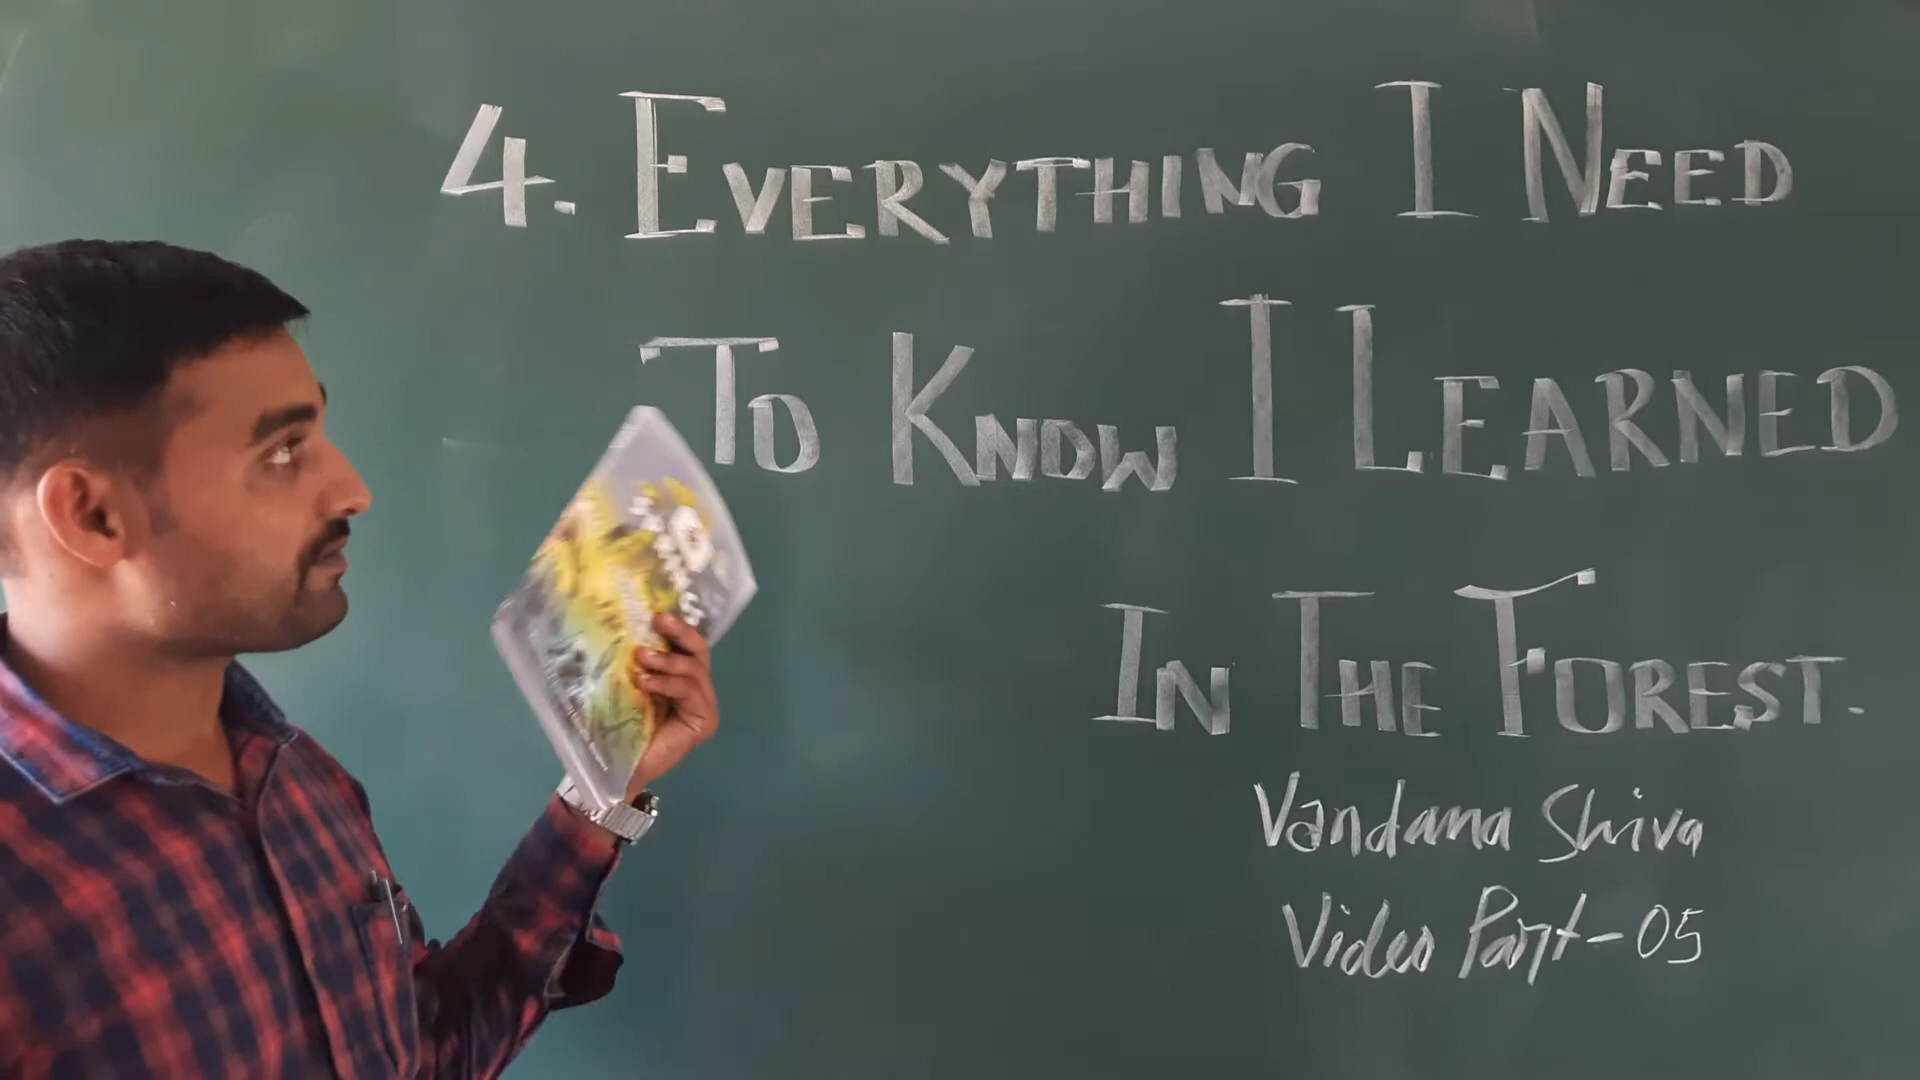 4. EVERYTHING I NEED
TO KNOW I LEARNED
IN THE FOREST.
Vandana Shiva
Video Part-05